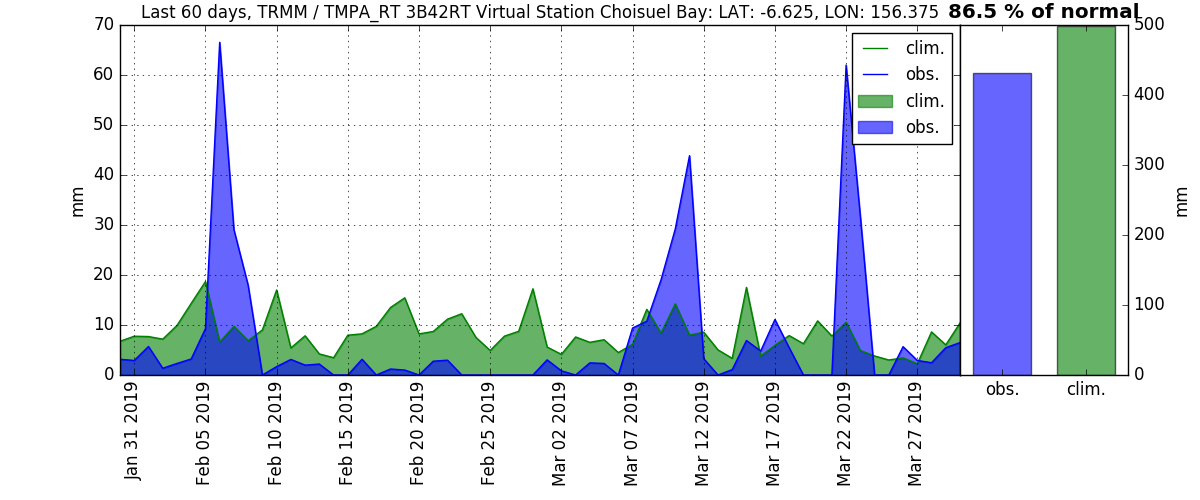 Last 60 days, TRMM / TMPA_RT 3B42RT Virtual Station Choisuel Bay: LAT: -6.625, LON: 156.375 86.5 % of normal
70
60
50
40
30
20
10
0
mm
clim.
obs.
clim.
obs.
500
400
300
200
100
0
mm
obs.
clim.
Jan 31 2019
Feb 05 2019
Feb 10 2019
Feb 15 2019
Feb 20 2019
Feb 25 2019
Mar 02 2019
Mar 07 2019
Mar 12 2019
Mar 17 2019
Mar 22 2019
Mar 27 2019